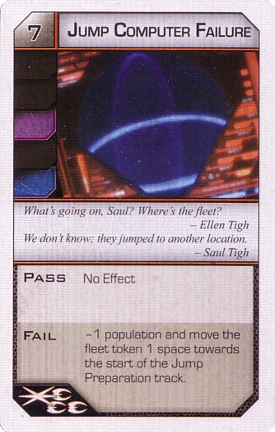 7 JUMP COMPUTER FAILURE
What's going on, Saul? Where's the fleet?
– Ellen Tigh
We don't know; they jumped to another location.
– Saul Tigh
PASS No Effect
FAIL –1 population and move the
fleet token 1 space towards
the start of the Jump
Preparation track.